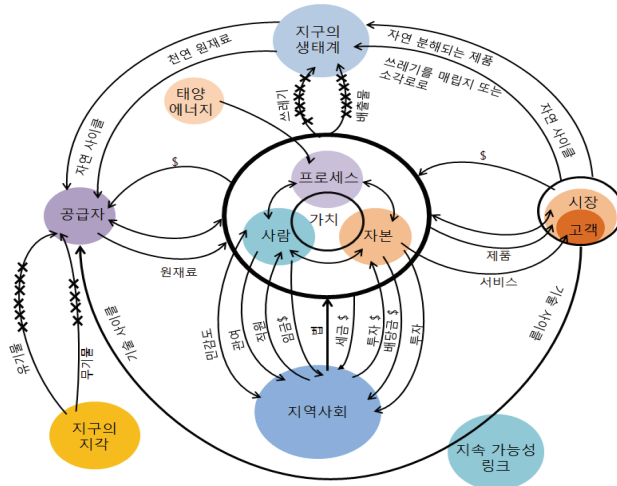 지구의
생태계
천연 원재료
자연 사이클
자연 분해되는 제품
쓰레기를 매립지 또는
소각로로
자연 사이클
쓰레기
배출물
태양
에너지
$
$
프로세스
가치
사람
자본
공급자
원재료
시장
고객
제품
서비스
유기물
무기물
기술 사이클
기술 사이클
민감도
관여
직원
임금$
법
세금 $
투자 $
배당금 $
투자
지구의
지각
지역사회
지속 가능성
링크